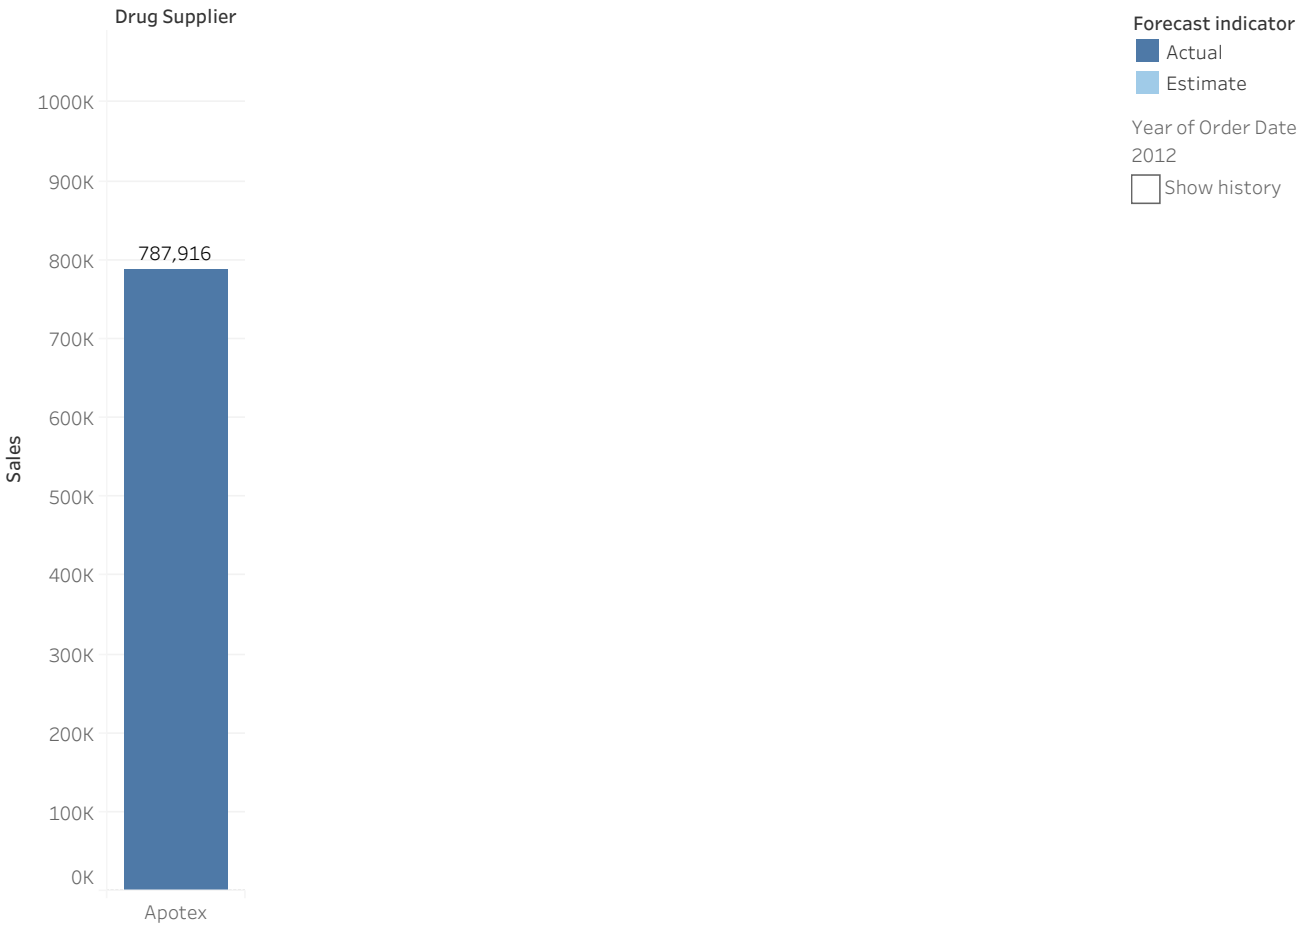 Drug Supplier
1000K
900K
800K
700K
600K
500K
400K
300K
200K
100K
0K
Sales
787,916
Apotex
Forecast indicator
Actual
Estimate
Year of Order Date
2012
Show history